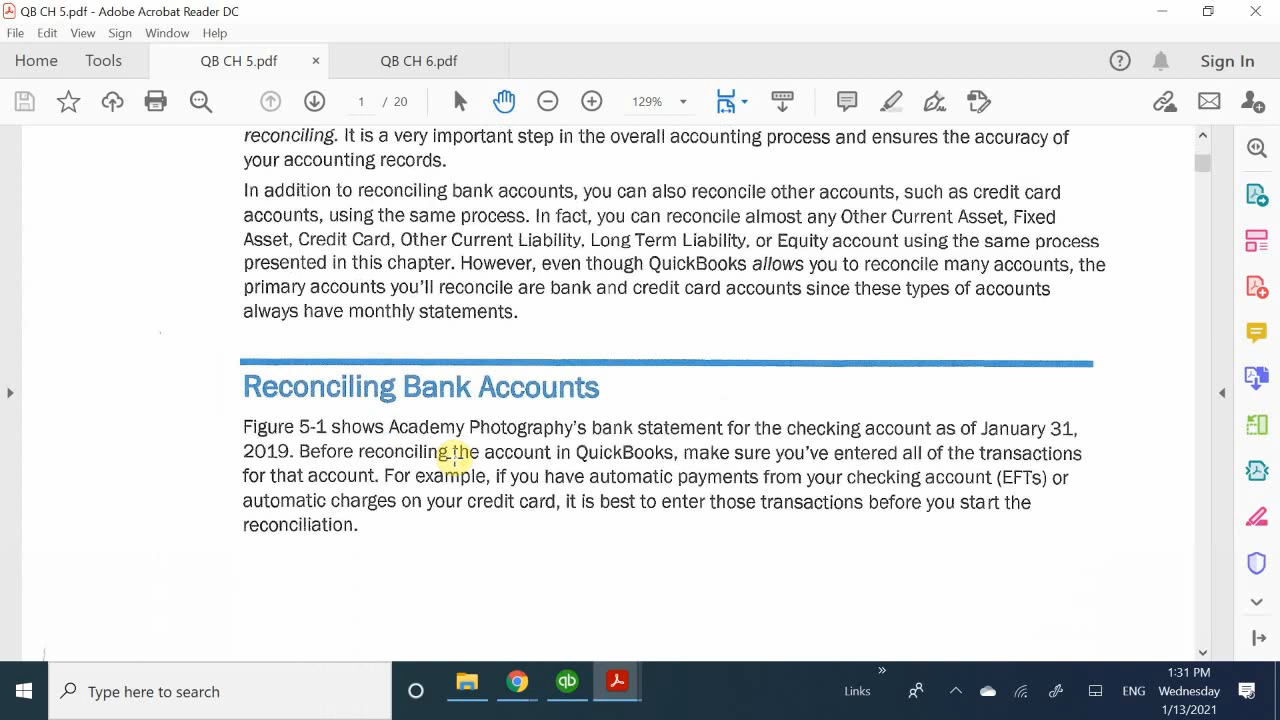 QB CH 5.pdf - Adobe Acrobat Reader DC
File Edit View Sign Window Help
Home Tools QB CH 5.pdf × QB CH 6.pdf Sign In
1 / 20 129%
reconciling. It is a very important step in the overall accounting process and ensures the accuracy of
your accounting records.
In addition to reconciling bank accounts, you can also reconcile other accounts, such as credit card
accounts, using the same process. In fact, you can reconcile almost any Other Current Asset, Fixed
Asset, Credit Card, Other Current Liability, Long Term Liability, or Equity account using the same process
presented in this chapter. However, even though QuickBooks allows you to reconcile many accounts, the
primary accounts you'll reconcile are bank and credit card accounts since these types of accounts
always have monthly statements.
Reconciling Bank Accounts
Figure 5-1 shows Academy Photography's bank statement for the checking account as of January 31,
2019. Before reconciling the account in QuickBooks, make sure you've entered all of the transactions
for that account. For example, if you have automatic payments from your checking account (EFTs) or
automatic charges on your credit card, it is best to enter those transactions before you start the
reconciliation.
Type here to search
qb
Links
ENG
1:31 PM
Wednesday
1/13/2021